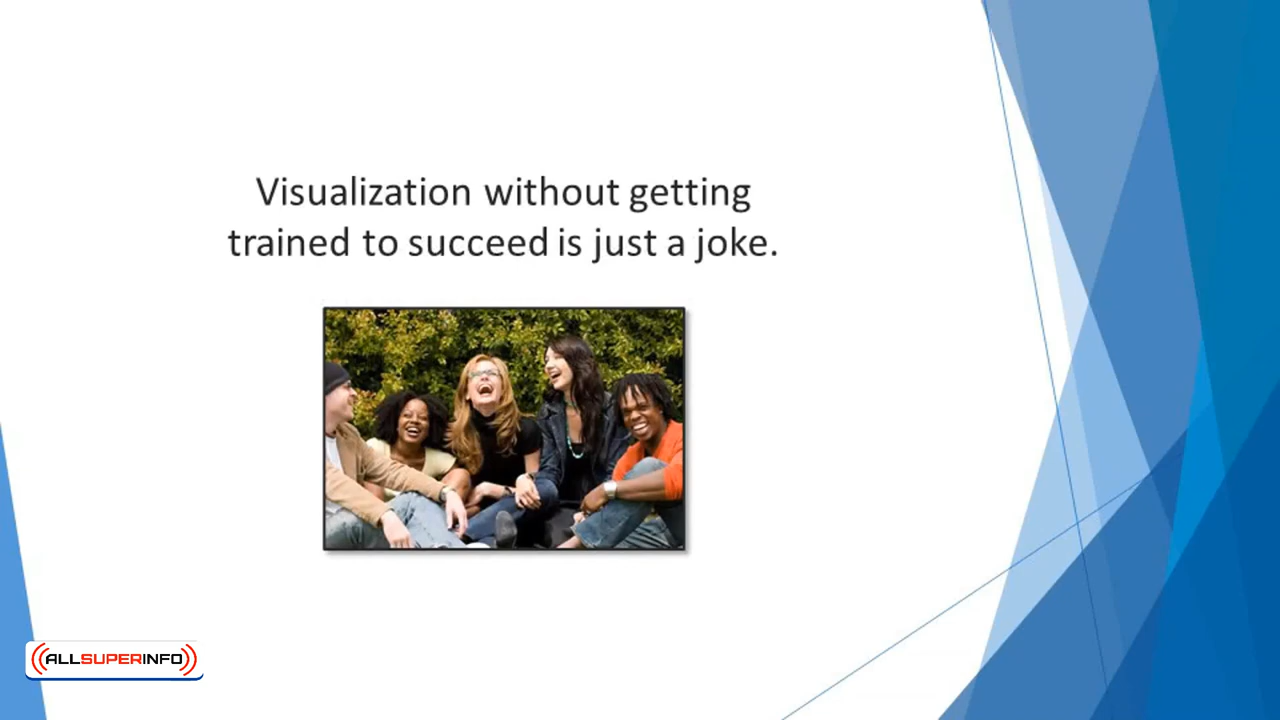 Visualization without getting
trained to succeed is just a joke.
ALLSUPERINFO